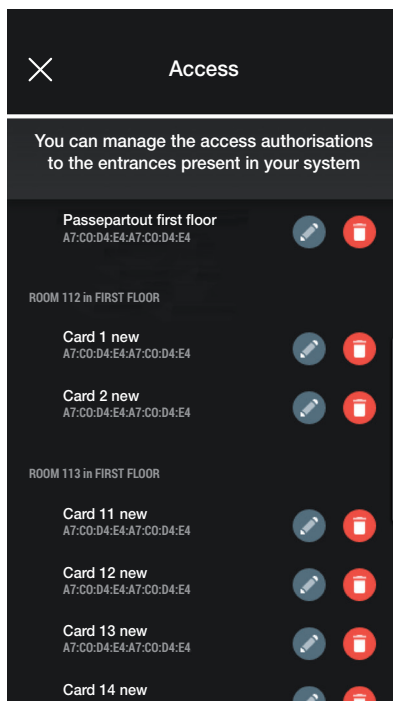 Access
You can manage the access authorisations
to the entrances present in your system
Passepartout first floor
A7:C0:D4:E4:A7:C0:D4:E4
ROOM 112 in FIRST FLOOR
Card 1 new
A7:C0:D4:E4:A7:C0:D4:E4
Card 2 new
A7:C0:D4:E4:A7:C0:D4:E4
ROOM 113 in FIRST FLOOR
Card 11 new
A7:C0:D4:E4:A7:C0:D4:E4
Card 12 new
A7:C0:D4:E4:A7:C0:D4:E4
Card 13 new
A7:C0:D4:E4:A7:C0:D4:E4
Card 14 new